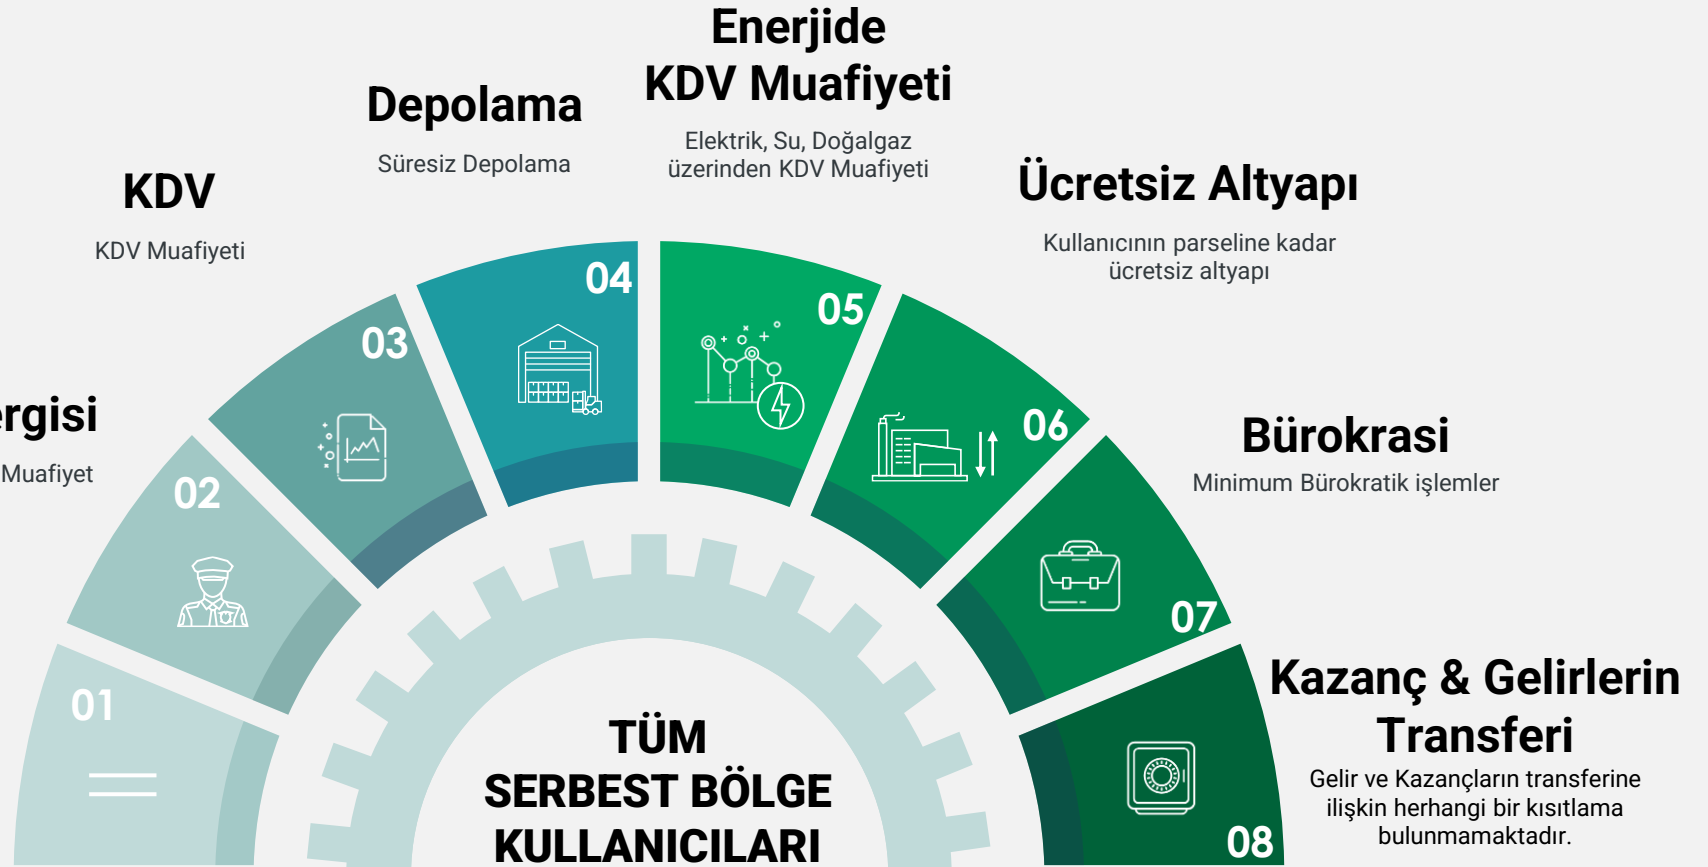 Enerjide
KDV Muafiyeti
Elektrik, Su, Doğalgaz
üzerinden KDV Muafiyeti
Depolama
Süresiz Depolama
KDV
KDV Muafiyeti
Ücretsiz Altyapı
Kullanıcının parseline kadar
ücretsiz altyapı
rgisi
Muafiyet
Bürokrasi
Minimum Bürokratik işlemler
Kazanç & Gelirlerin
Transferi
Gelir ve Kazançların transferine
ilişkin herhangi bir kısıtlama
bulunmamaktadır.
01
02
03
04
05
06
07
08
TÜM
SERBEST BÖLGE
KULLANICILARI